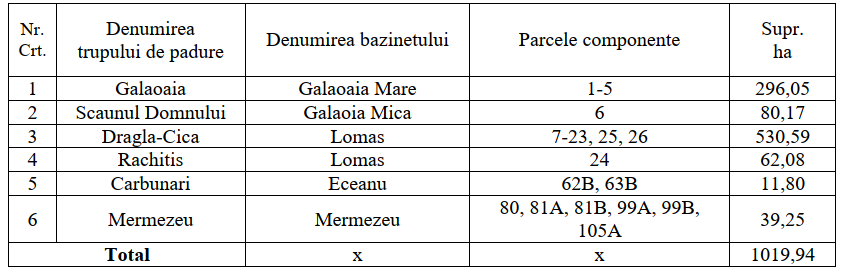 Nr. Crt. | Denumirea trupului de padure | Denumirea bazinetului | Parcele componente | Supr. ha
1 | Galaoaia | Galaoaia Mare | 1-5 | 296,05
2 | Scaunul Domnului | Galaoia Mica | 6 | 80,17
3 | Dragla-Cica | Lomas | 7-23, 25, 26 | 530,59
4 | Rachitis | Lomas | 24 | 62,08
5 | Carbunari | Eceanu | 62B, 63B | 11,80
6 | Mermezeu | Mermezeu | 80, 81A, 81B, 99A, 99B, 105A | 39,25
Total | x | x | 1019,94